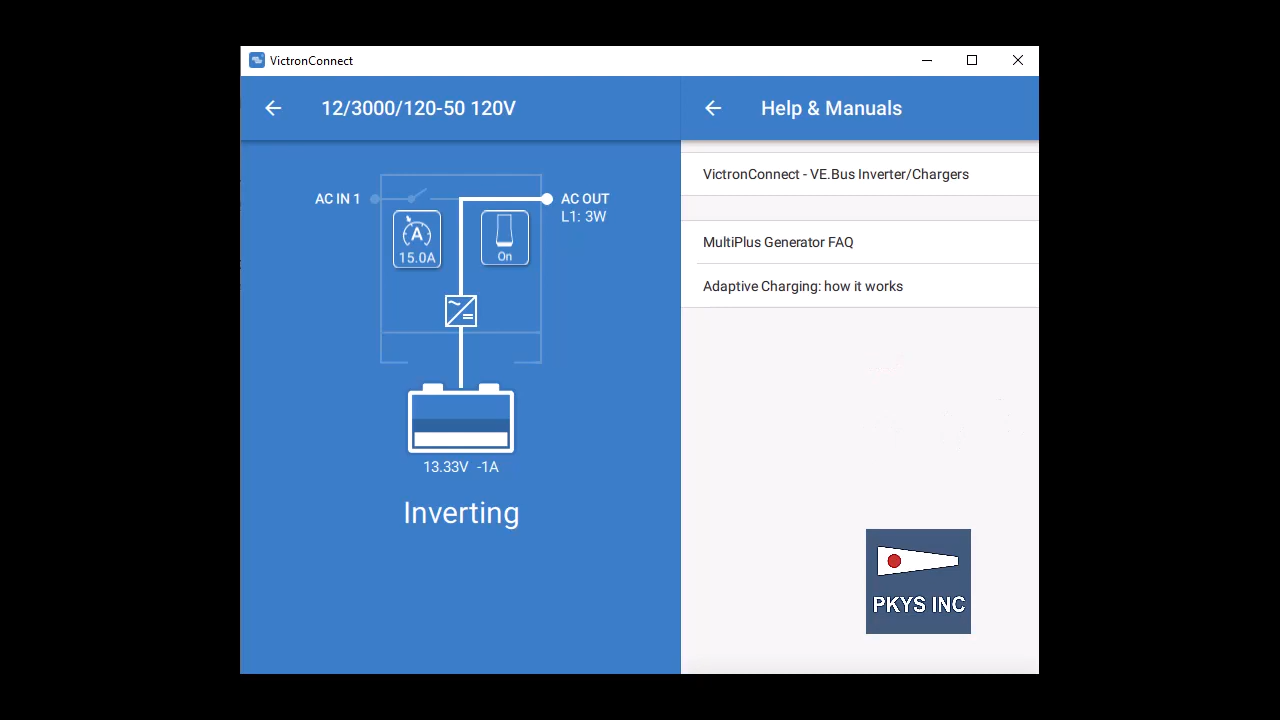 VictronConnect
12/3000/120-50 120V
Help & Manuals
AC IN 1
AC OUT
L1: 3W
A
15.0A
On
13.33V -1A
Inverting
VictronConnect - VE.Bus Inverter/Chargers
MultiPlus Generator FAQ
Adaptive Charging: how it works
PKYS INC